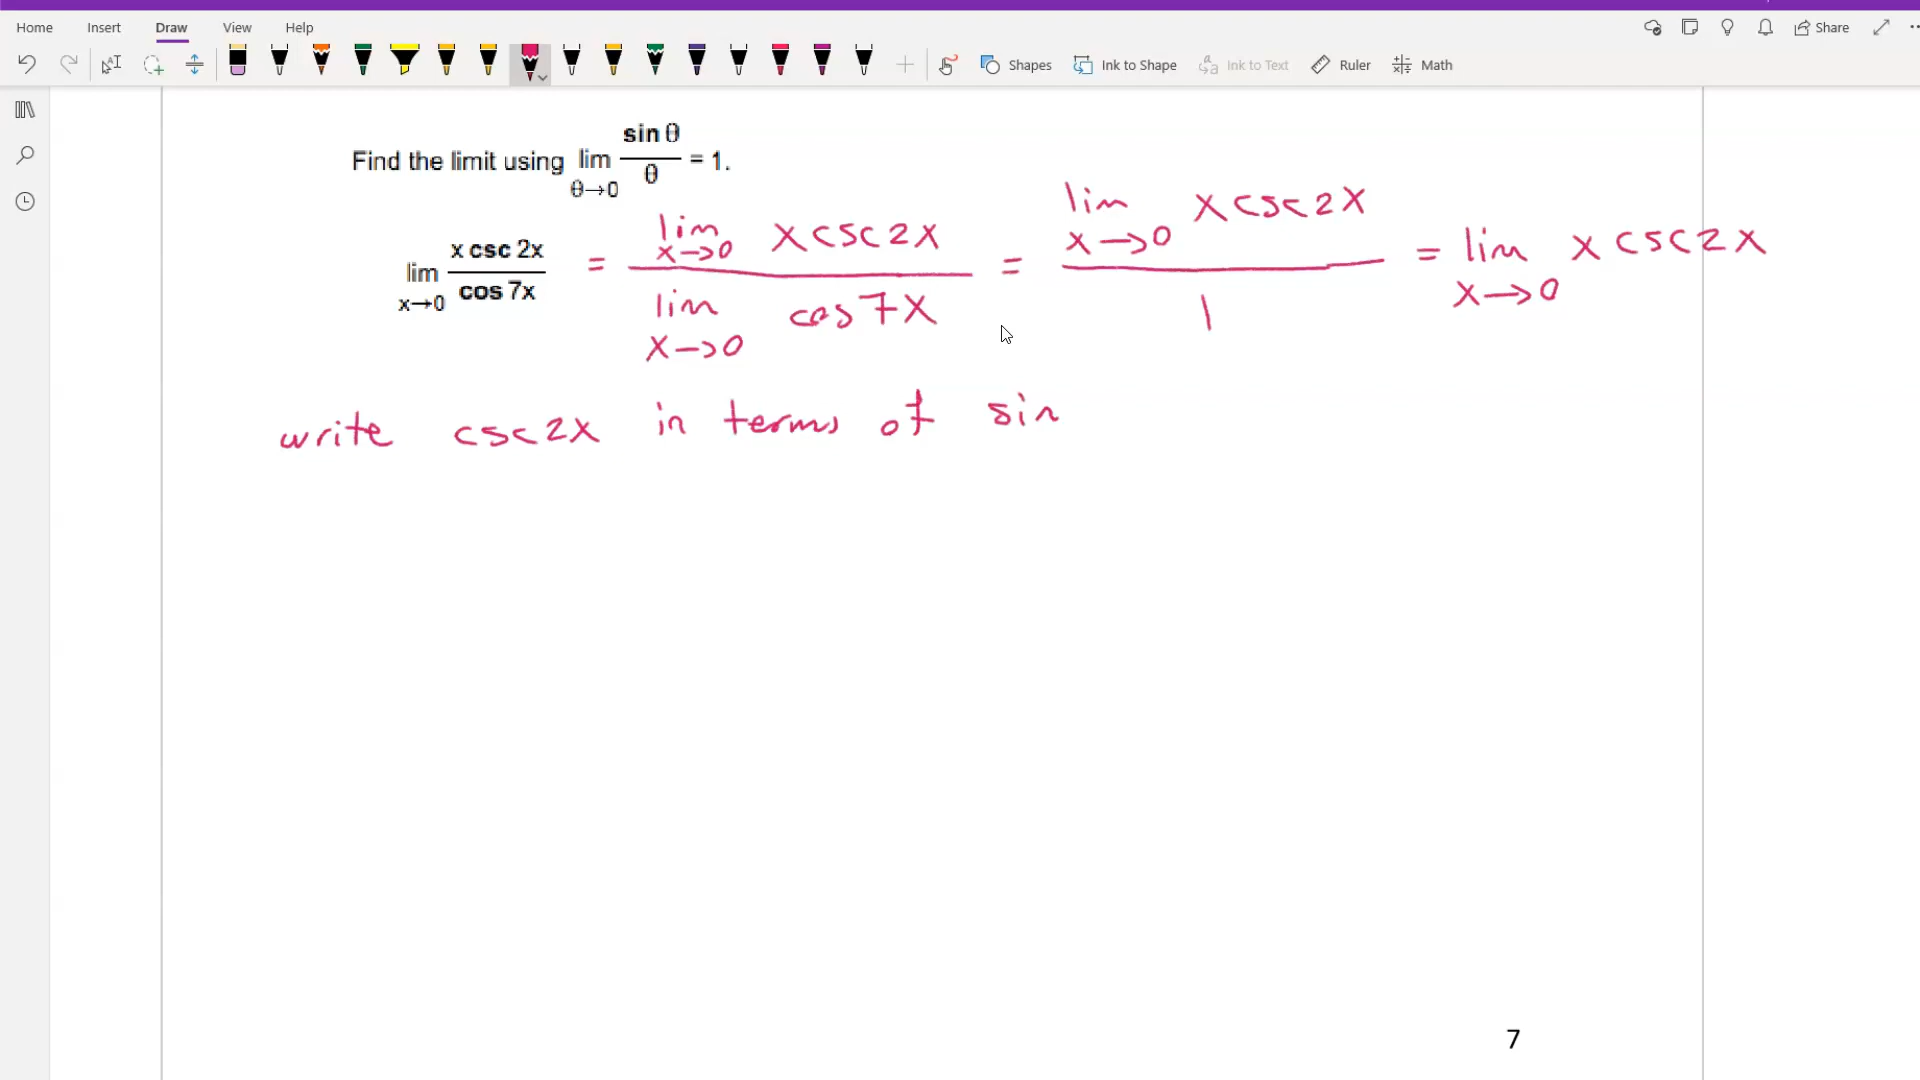 Home Insert Draw View Help Share
Shapes Ink to Shape Ink to Text Ruler Math
Find the limit using lim θ→0 sin θ / θ = 1.
lim x→0 x csc 2x / cos 7x = lim x→0 x csc 2x / lim x→0 cos 7x = lim x→0 x csc 2x / 1 = lim x→0 x csc 2x
write csc 2x in terms of sin
7